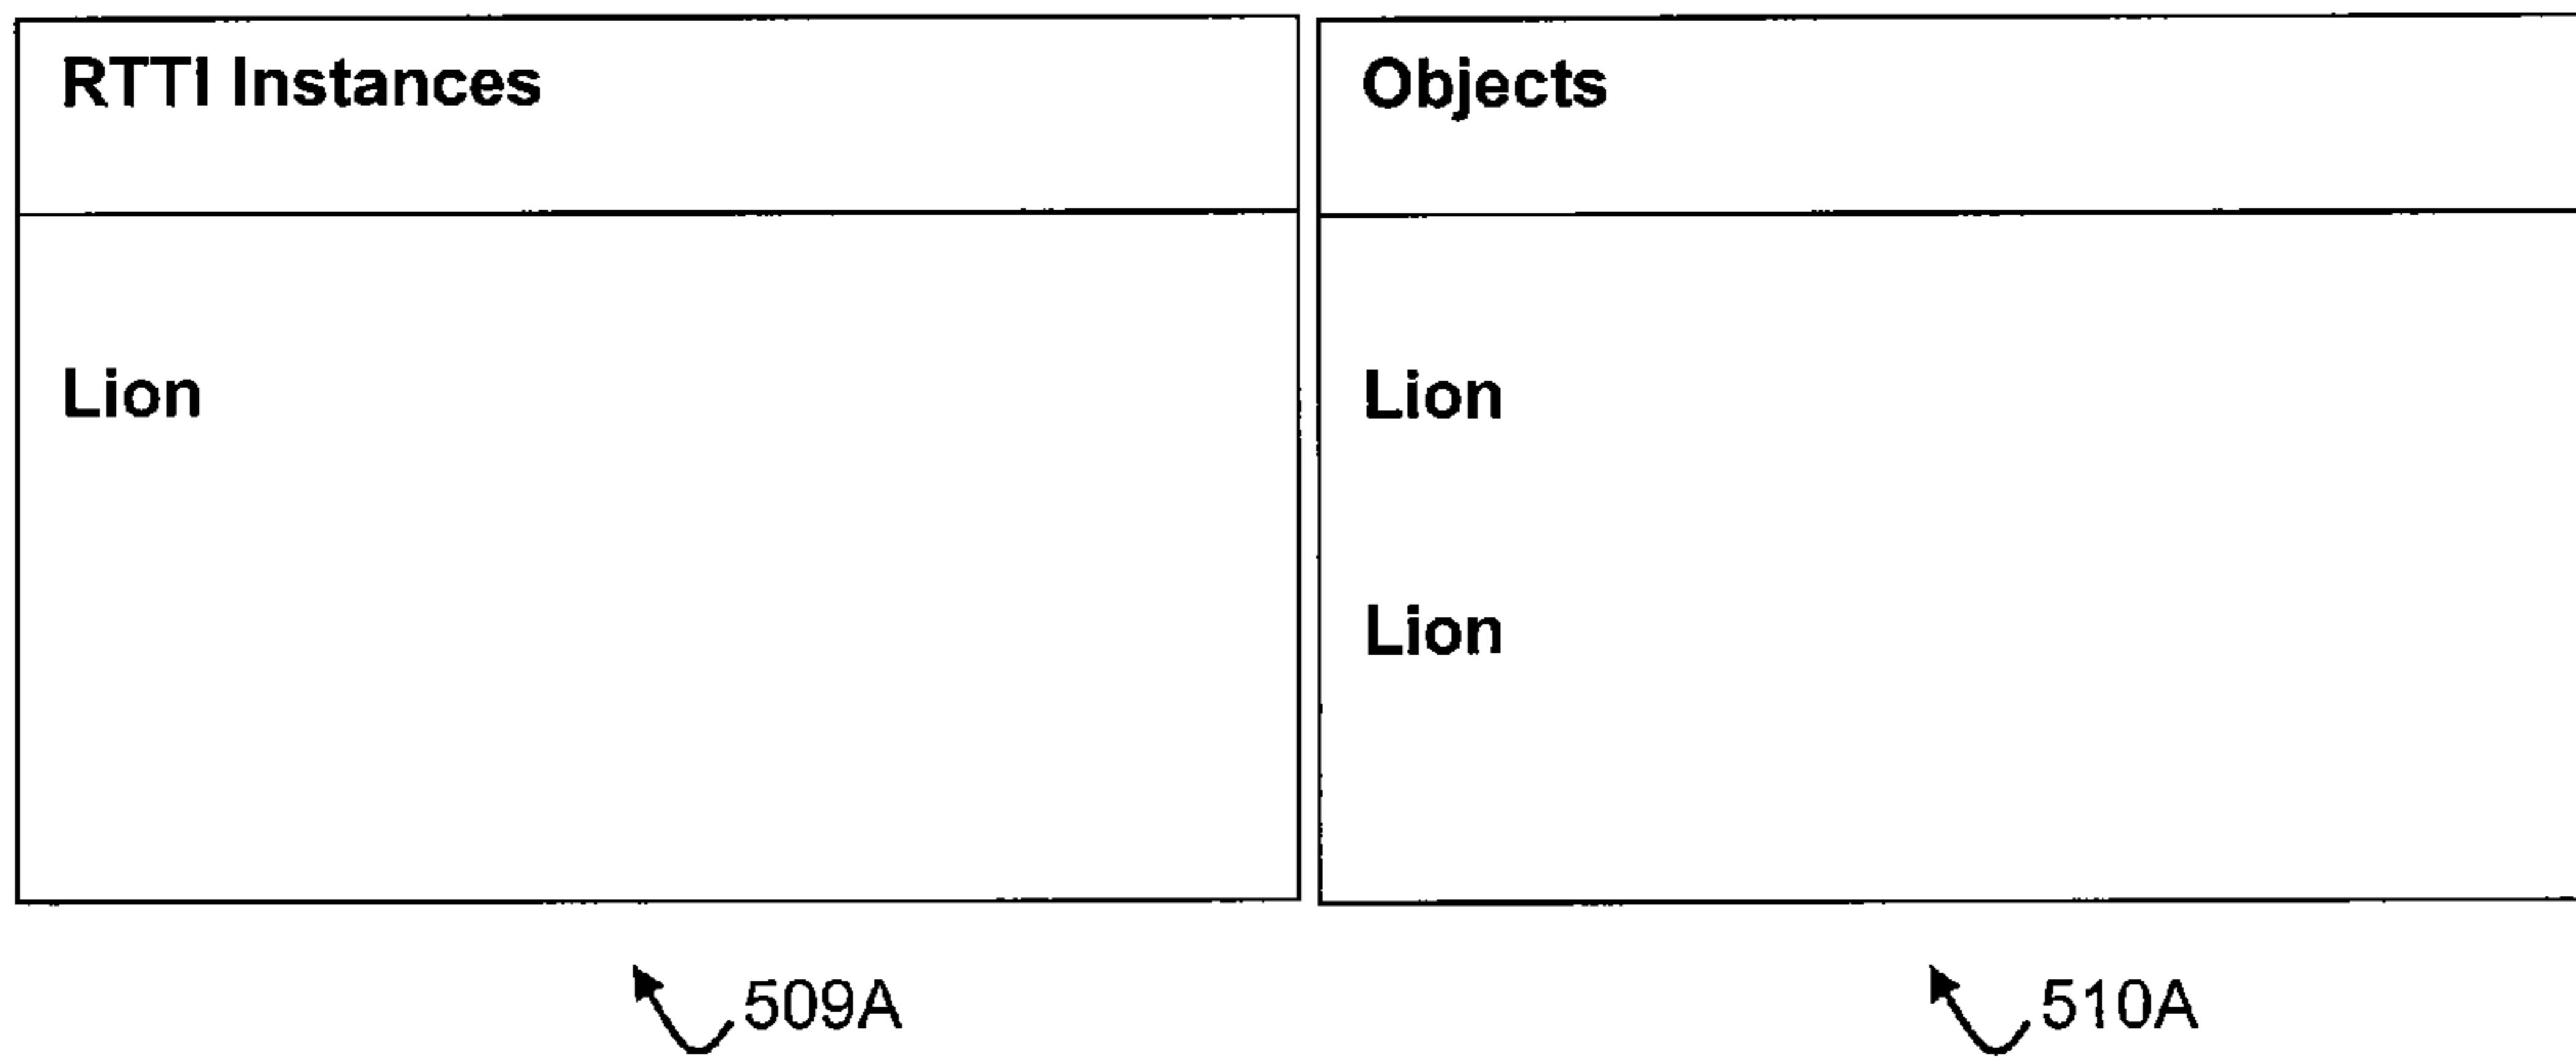 RTTI Instances
Objects
Lion
Lion
Lion
509A
510A